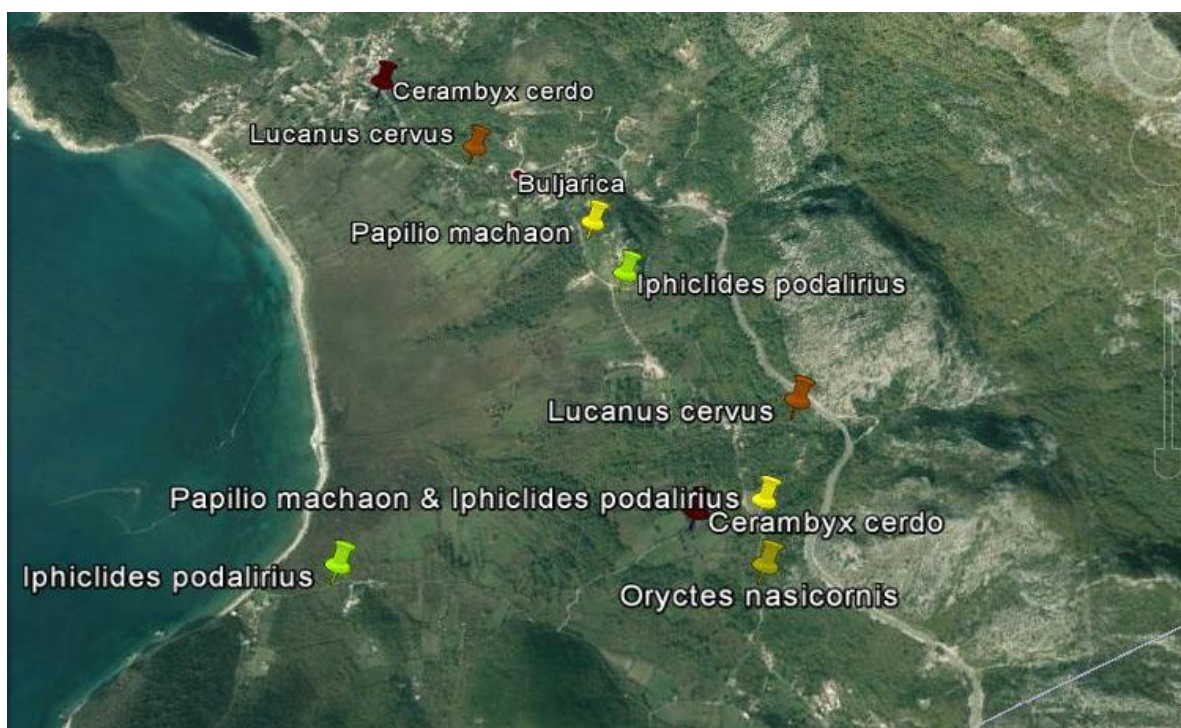 Cerambyx cerdo
Lucanus cervus
Buljarica
Papilio machaon
Iphiclides podalirius
Lucanus cervus
Papilio machaon & Iphiclides podalirius
Cerambyx cerdo
Iphiclides podalirius
Oryctes nasicornis